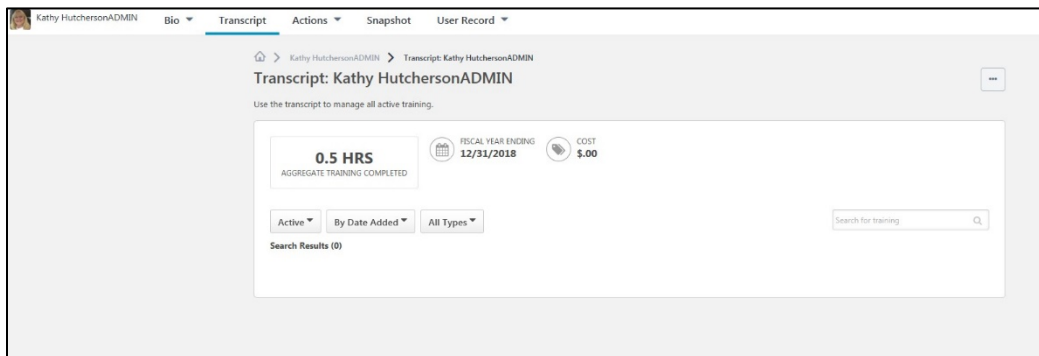 Kathy HutchersonADMIN Bio Transcript Actions Snapshot User Record
Kathy HutchersonADMIN Transcript: Kathy HutchersonADMIN
Transcript: Kathy HutchersonADMIN
Use the transcript to manage all active training.
0.5 HRS
AGGREGATE TRAINING COMPLETED
FISCAL YEAR ENDING
12/31/2018
COST
$.00
Active By Date Added All Types Search for training
Search Results (0)